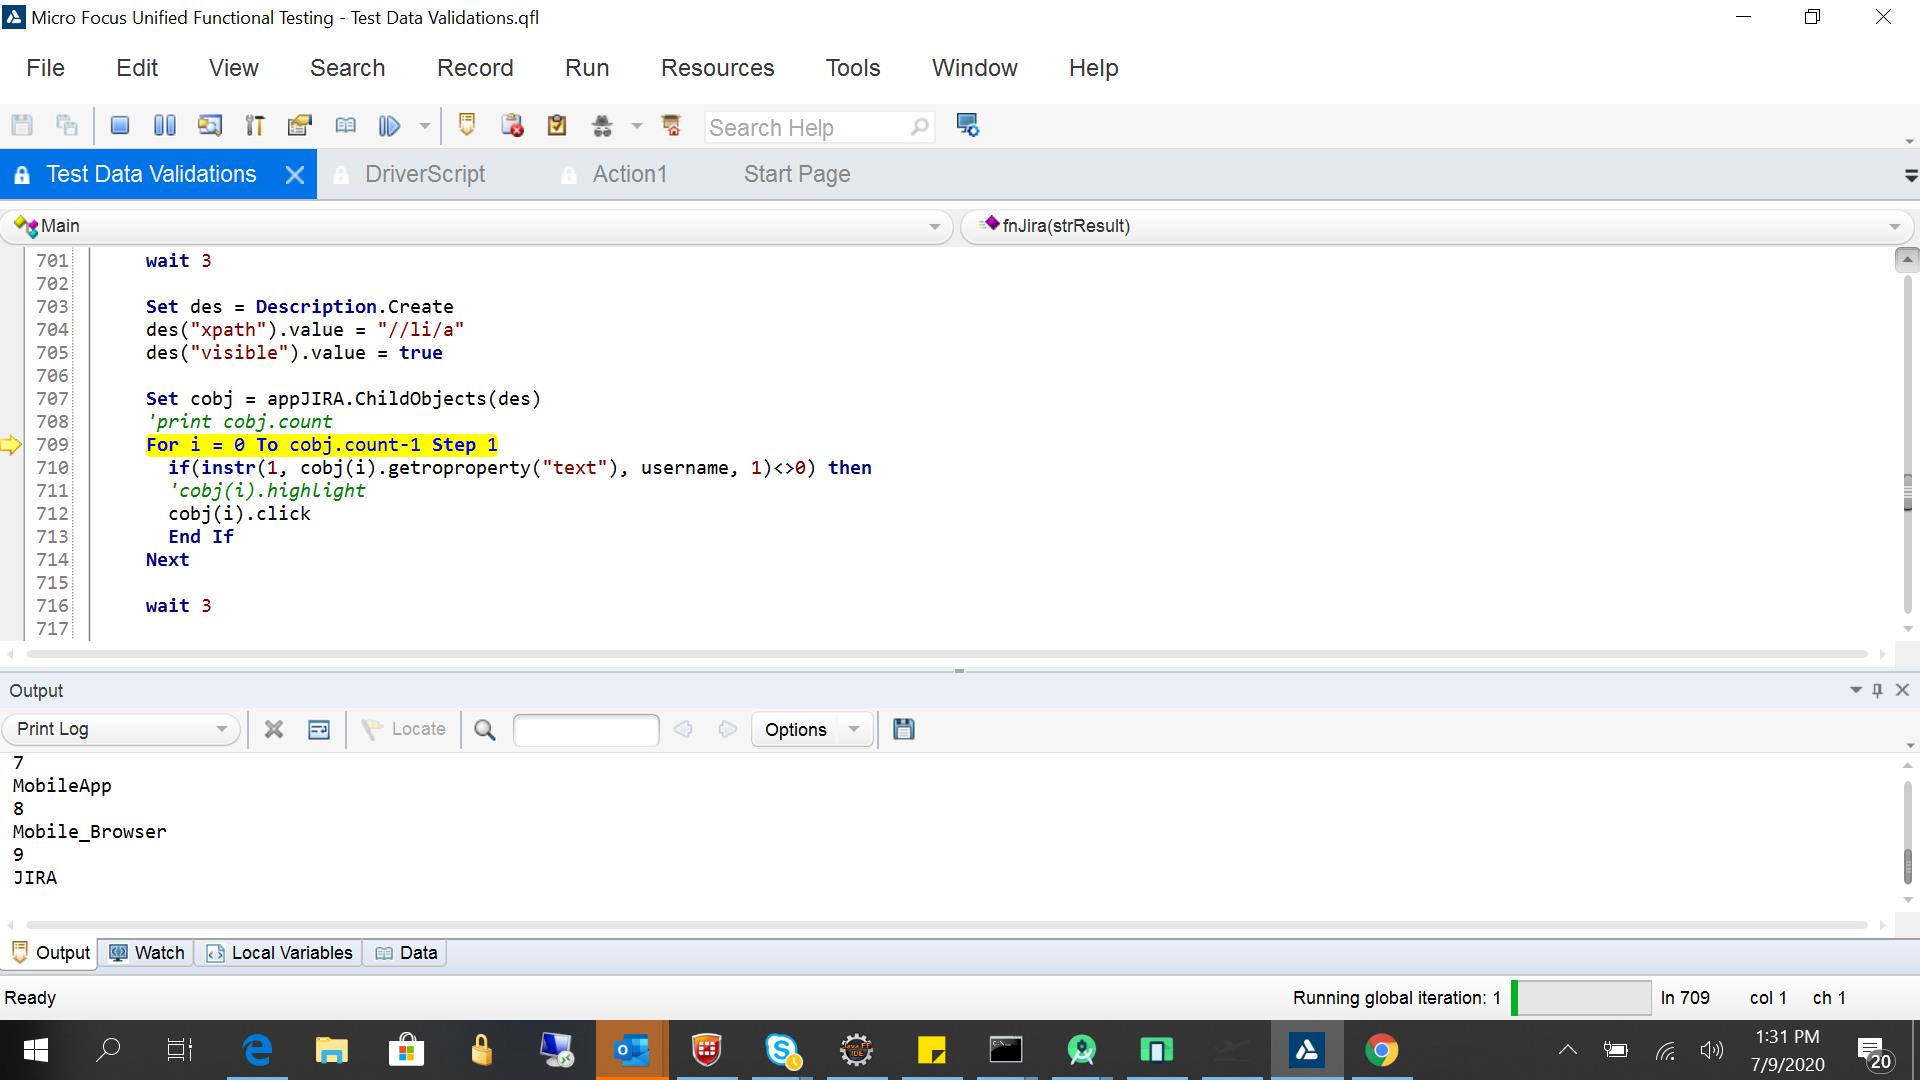 Micro Focus Unified Functional Testing - Test Data Validations.qfl
File Edit View Search Record Run Resources Tools Window Help
Search Help
Test Data Validations DriverScript Action1 Start Page
Main fnJira(strResult)
701 wait 3
702
703 Set des = Description.Create
704 des("xpath").value = "//li/a"
705 des("visible").value = true
706
707 Set cobj = appJIRA.ChildObjects(des)
708 'print cobj.count
709 For i = 0 To cobj.count-1 Step 1
710 if(instr(1, cobj(i).getroproperty("text"), username, 1)<>0) then
711 'cobj(i).highlight
712 cobj(i).click
713 End If
714 Next
715
716 wait 3
717
Output
Print Log Locate Options
7
MobileApp
8
Mobile_Browser
9
JIRA
Output Watch Local Variables Data
Ready Running global iteration: 1 ln 709 col 1 ch 1
1:31 PM
7/9/2020
20